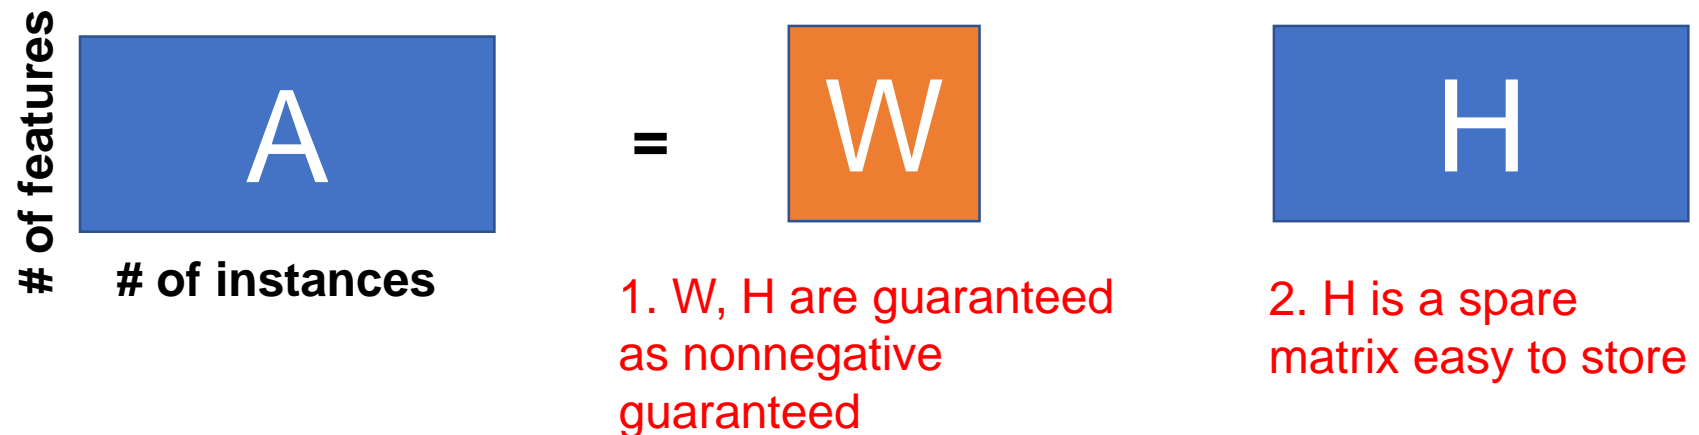 # of features
A
# of instances
=
W
H
1. W, H are guaranteed
as nonnegative
guaranteed
2. H is a spare
matrix easy to store